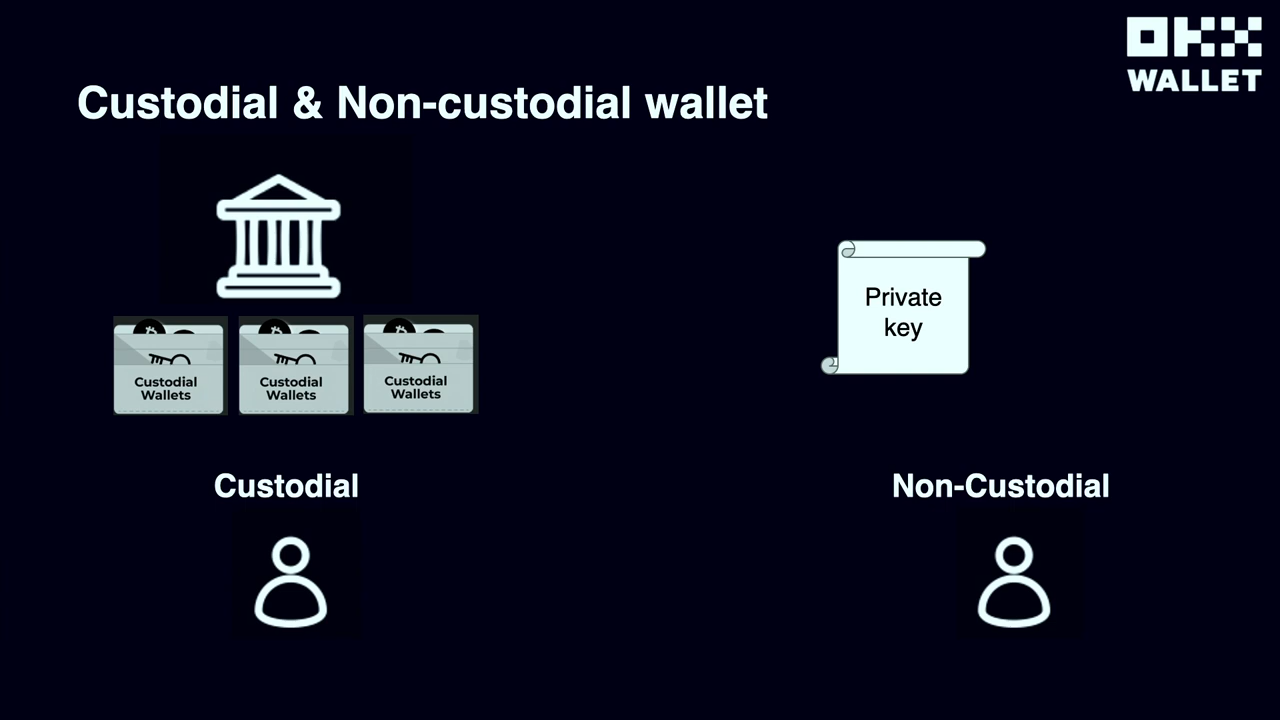 OKX
WALLET
Custodial & Non-custodial wallet
Private
key
Custodial
Wallets
Custodial
Wallets
Custodial
Wallets
Custodial
Non-Custodial